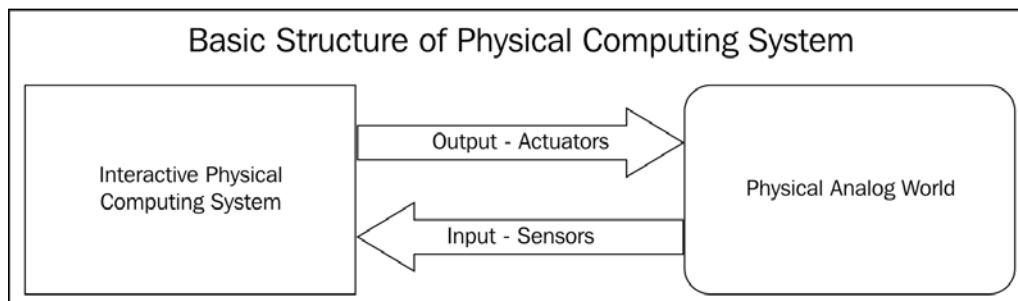 Basic Structure of Physical Computing System
Output - Actuators
Interactive Physical
Computing System
Physical Analog World
Input - Sensors